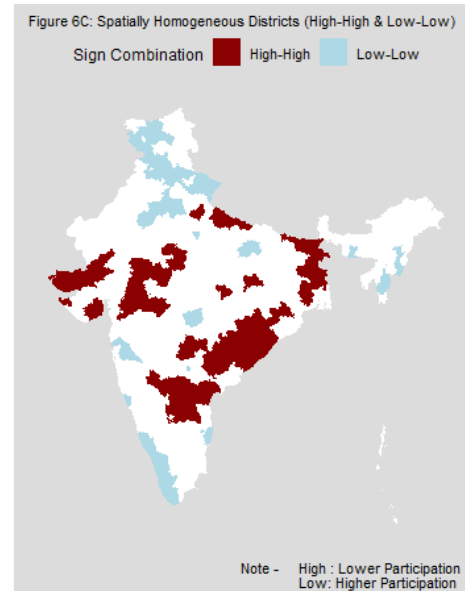 Figure 6C: Spatially Homogeneous Districts (High-High & Low-Low)
Sign Combination High-High Low-Low
Note - High : Lower Participation
Low: Higher Participation